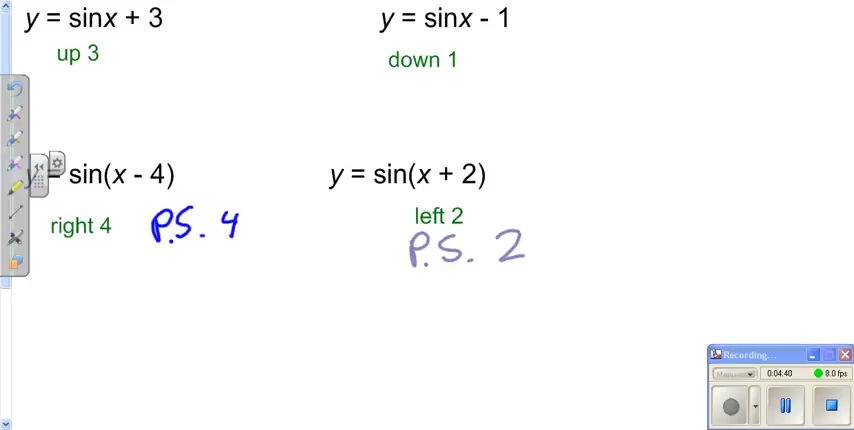 y = sinx + 3
y = sinx - 1
up 3
down 1
y = sin(x - 4)
y = sin(x + 2)
right 4
P.S. 4
left 2
P.S. 2
Recording...
Menu
0:04:40
8.0 fps